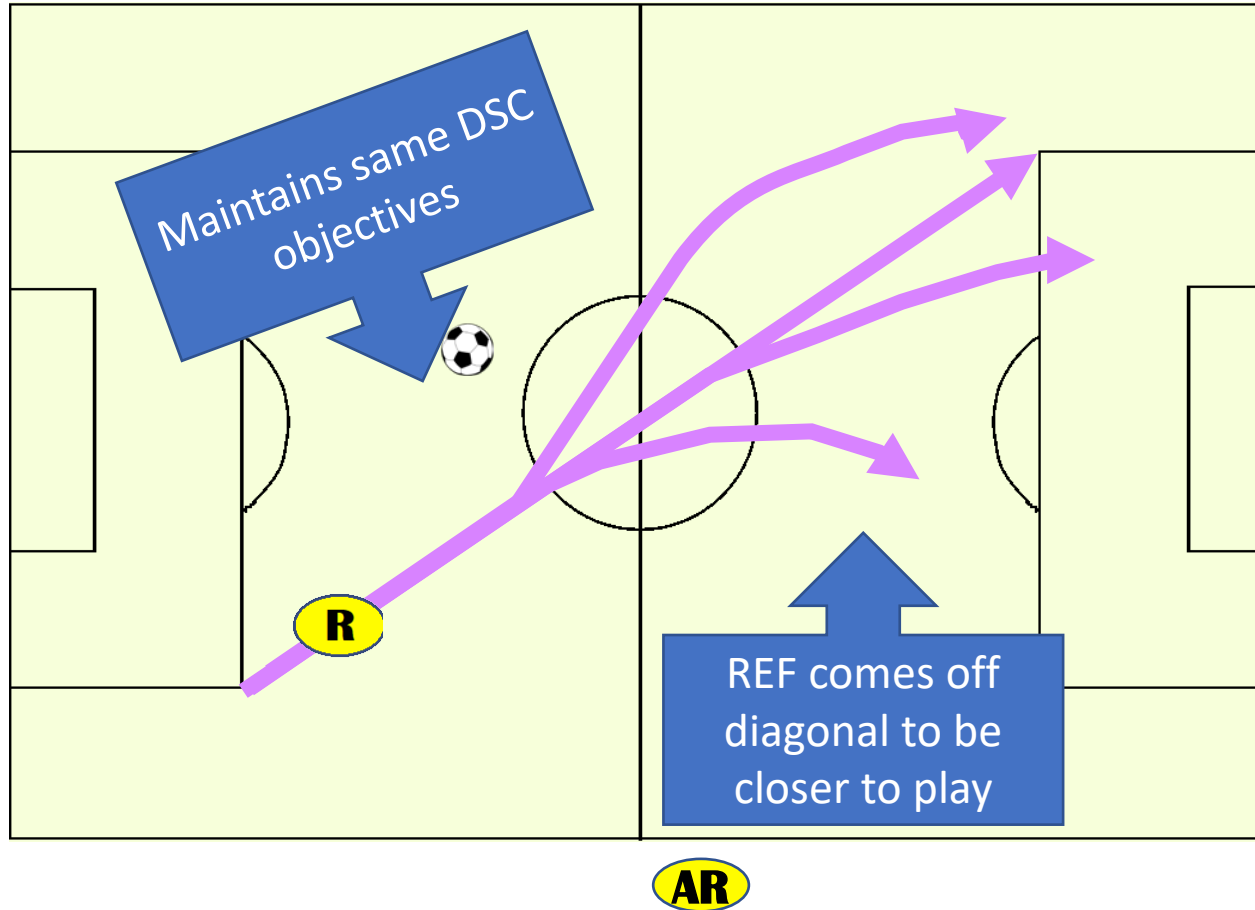 Maintains same DSC
objectives
R
REF comes off
diagonal to be
closer to play
AR